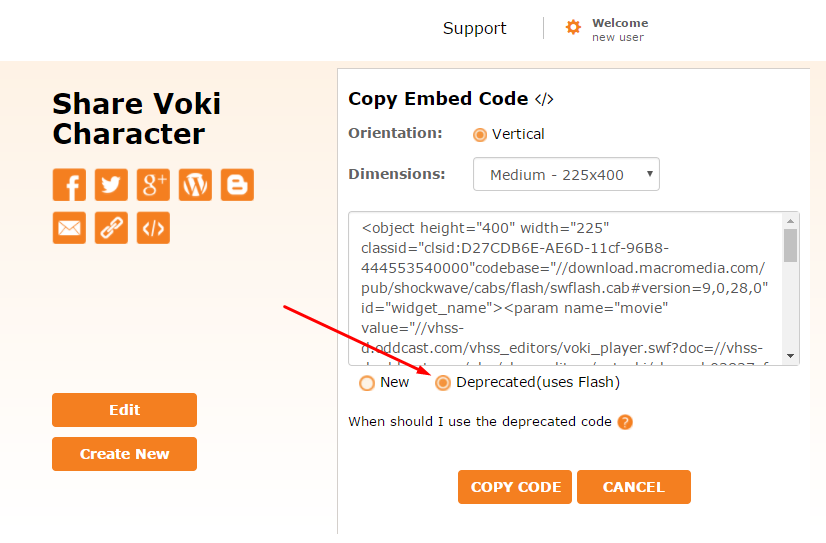 Support
Welcome
new user
Share Voki
Character
Edit
Create New
Copy Embed Code </>
Orientation:
Vertical
Dimensions:
Medium - 225x400
<object height="400" width="225"
classid="clsid:D27CDB6E-AE6D-11cf-96B8-
444553540000"codebase="//download.macromedia.com/
pub/shockwave/cabs/flash/swflash.cab#version=9,0,28,0"
id="widget_name"><param name="movie"
value="//vhss-
d.oddcast.com/vhss_editors/voki_player.swf?doc=//vhss-
New
Deprecated(uses Flash)
When should I use the deprecated code ?
COPY CODE
CANCEL